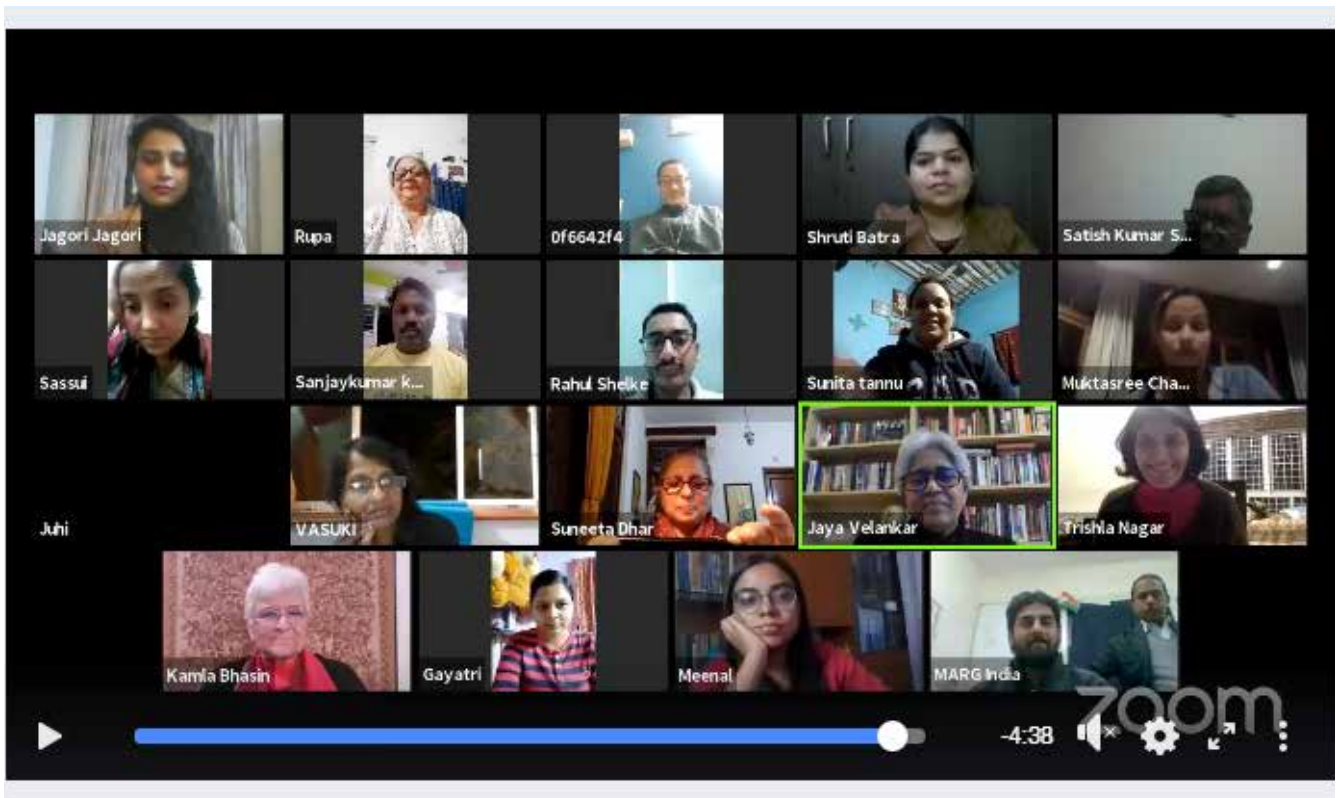 Jagori Jagori
Rupa
0f6642f4
Shruti Batra
Satish Kumar S...
Sassui
Sanjaykumar k...
Rahul Shelke
Sunita tannu
Muktasree Cha...
Juhi
VASUKI
Suneeta Dhar
Jaya Velankar
Trishla Nagar
Kamla Bhasin
Gayatri
Meenal
MARG India
zoom
-4:38